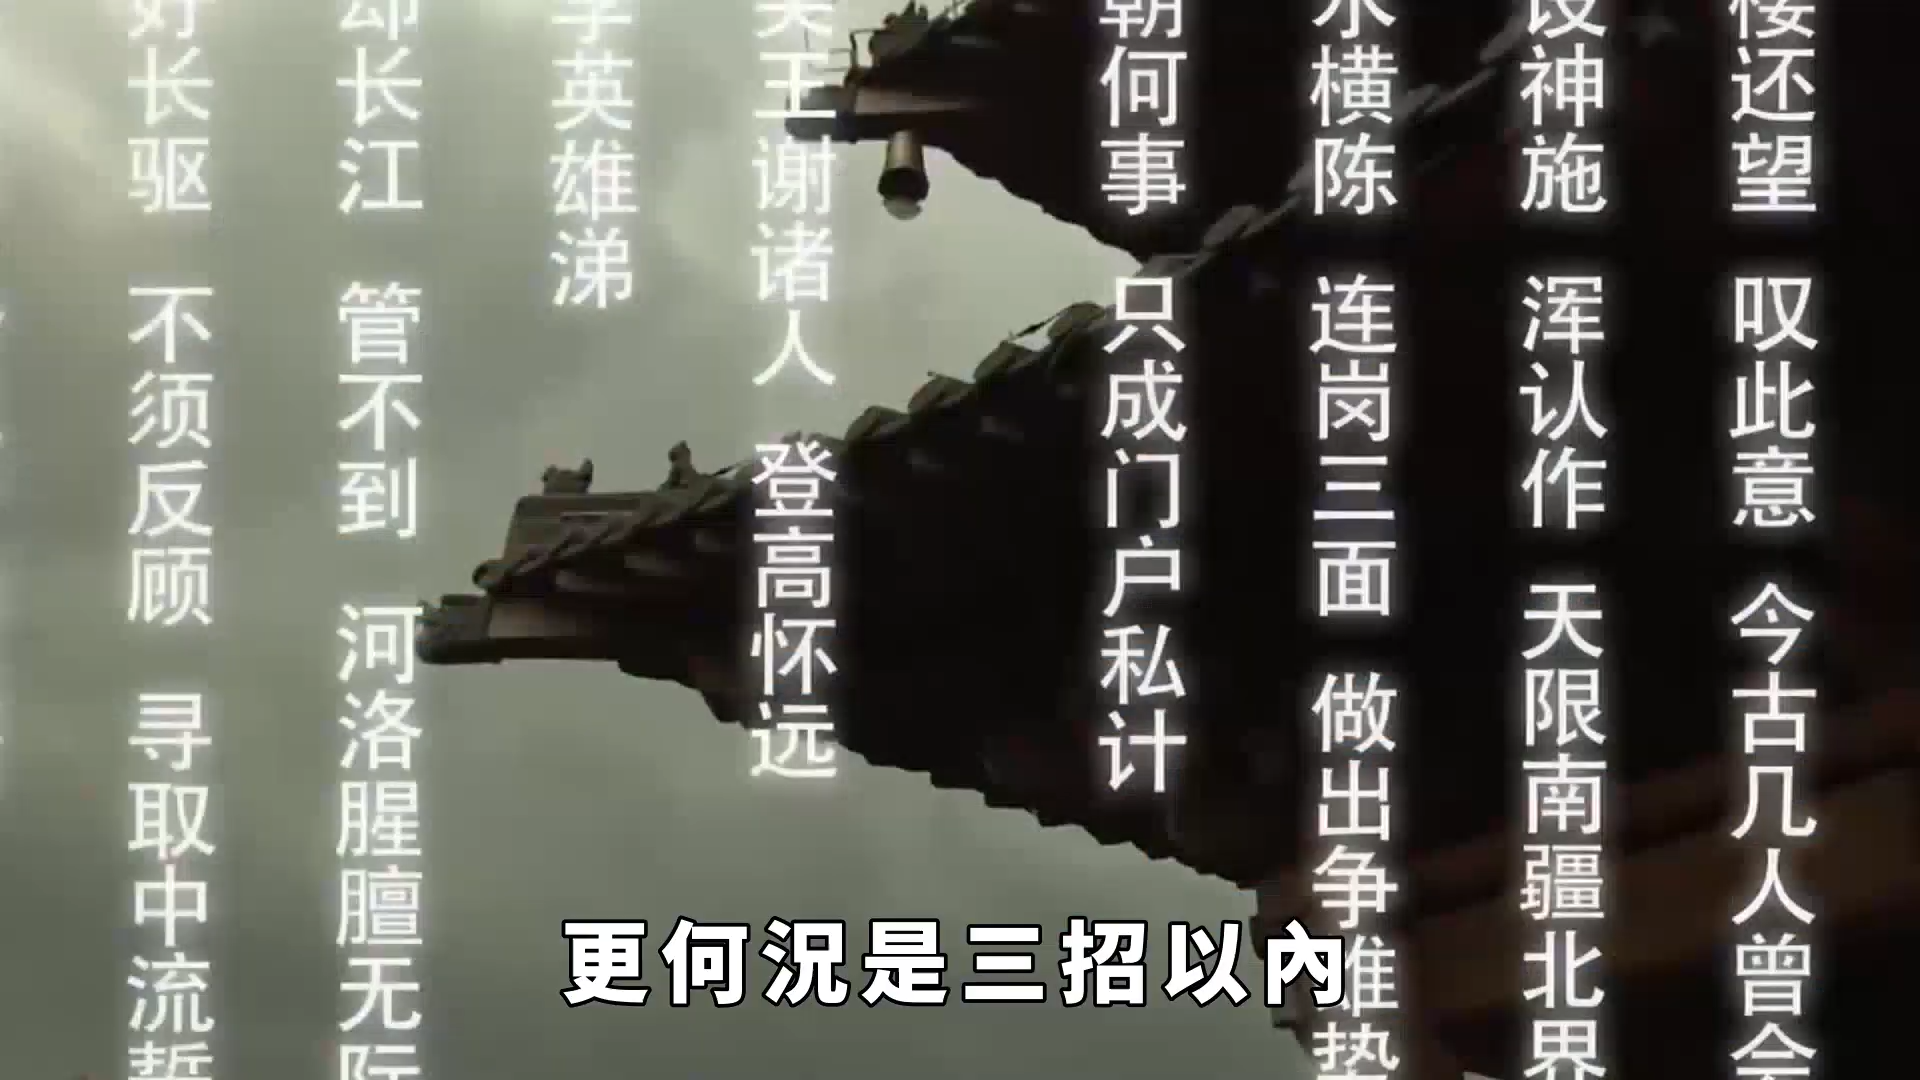 楼还望 叹此意 今古几人曾会
设神施 浑认作 天限南疆北界
水横陈 连岗三面 做出争雄势
朝何事 只成门户私计
笑王谢诸人 登高怀远
学英雄涕
却长江 管不到 河洛腥膻无际
好长驱 不须反顾 寻取中流誓
更何況是三招以內